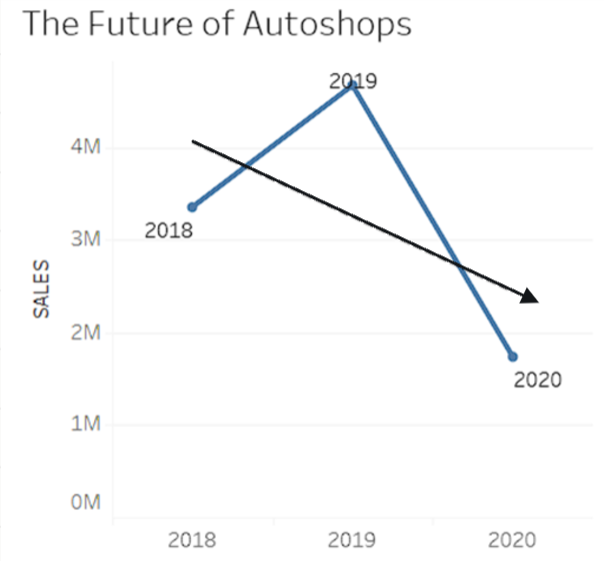 The Future of Autoshops
2019
4M
2018
3M
SALES
2M
2020
1M
0M
2018 2019 2020